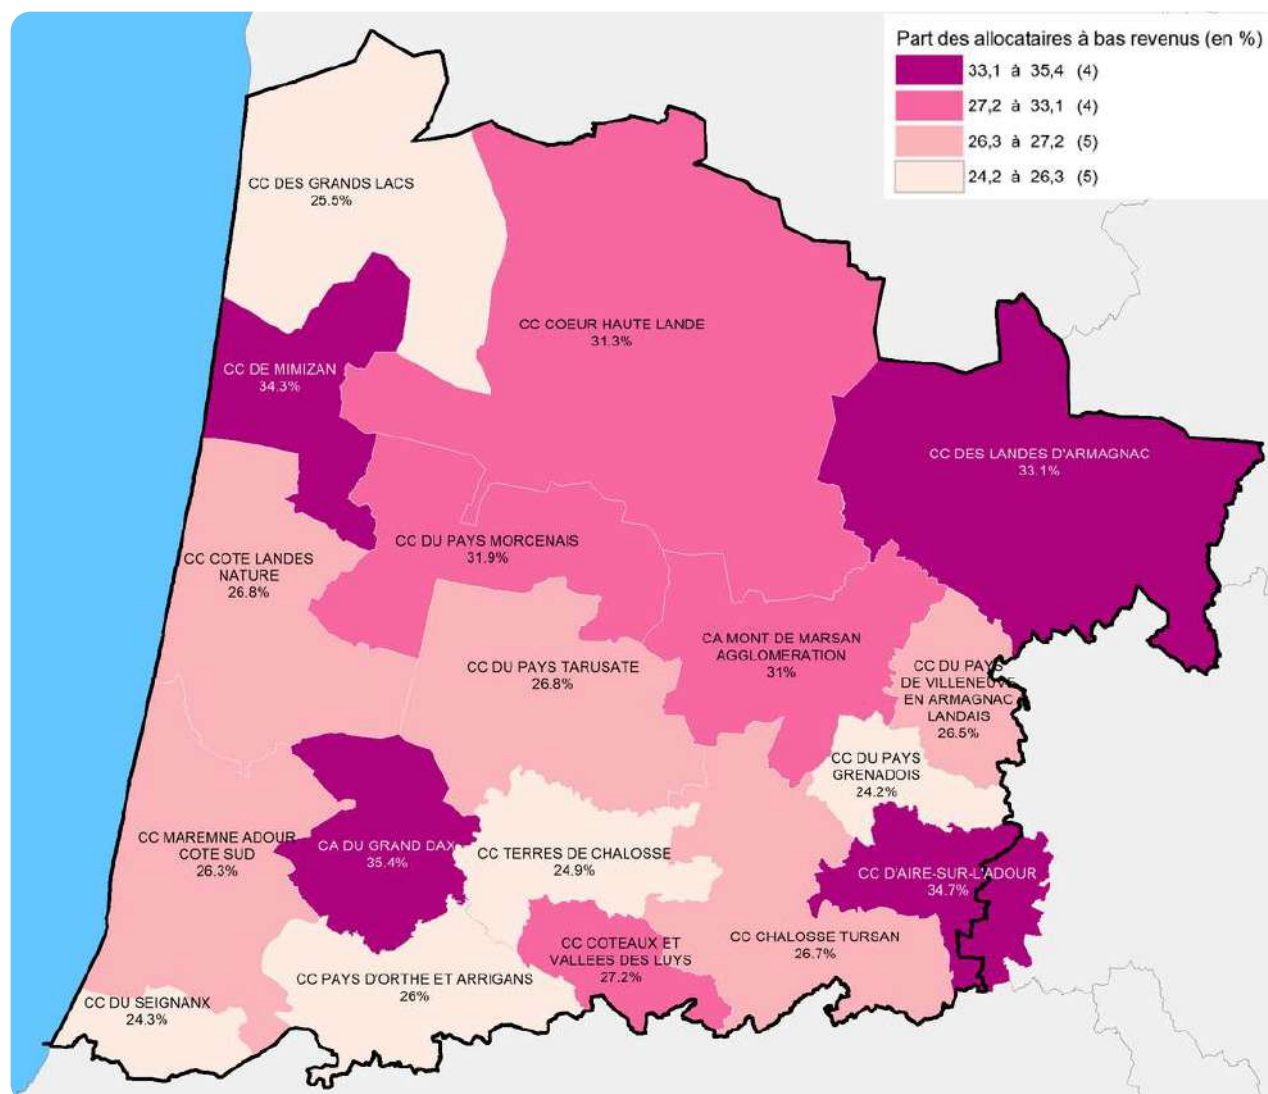 Part des allocataires à bas revenus (en %)
33,1 à 35,4 (4)
27,2 à 33,1 (4)
26,3 à 27,2 (5)
24,2 à 26,3 (5)
CC DES GRANDS LACS
25.5%
CC COEUR HAUTE LANDE
31.3%
CC DE MIMIZAN
34.3%
CC DES LANDES D'ARMAGNAC
33.1%
CC DU PAYS MORCENAIS
31.9%
CC COTE LANDES
NATURE
26.8%
CA MONT DE MARSAN
AGGLOMERATION
31%
CC DU PAYS TARUSATE
26.8%
CC DU PAYS
DE VILLENEUVE
EN ARMAGNAC
LANDAIS
26.5%
CC DU PAYS
GRENADOIS
24.2%
CC MAREMNE ADOUR
COTE SUD
26.3%
CA DU GRAND DAX
35.4%
CC TERRES DE CHALOSSE
24.9%
CC D'AIRE-SUR-L'ADOUR
34.7%
CC CHALOSSE TURSAN
26.7%
CC COTEAUX ET
VALLEES DES LUYS
27.2%
CC PAYS D'ORTHE ET ARRIGANS
26%
CC DU SEIGNANX
24.3%